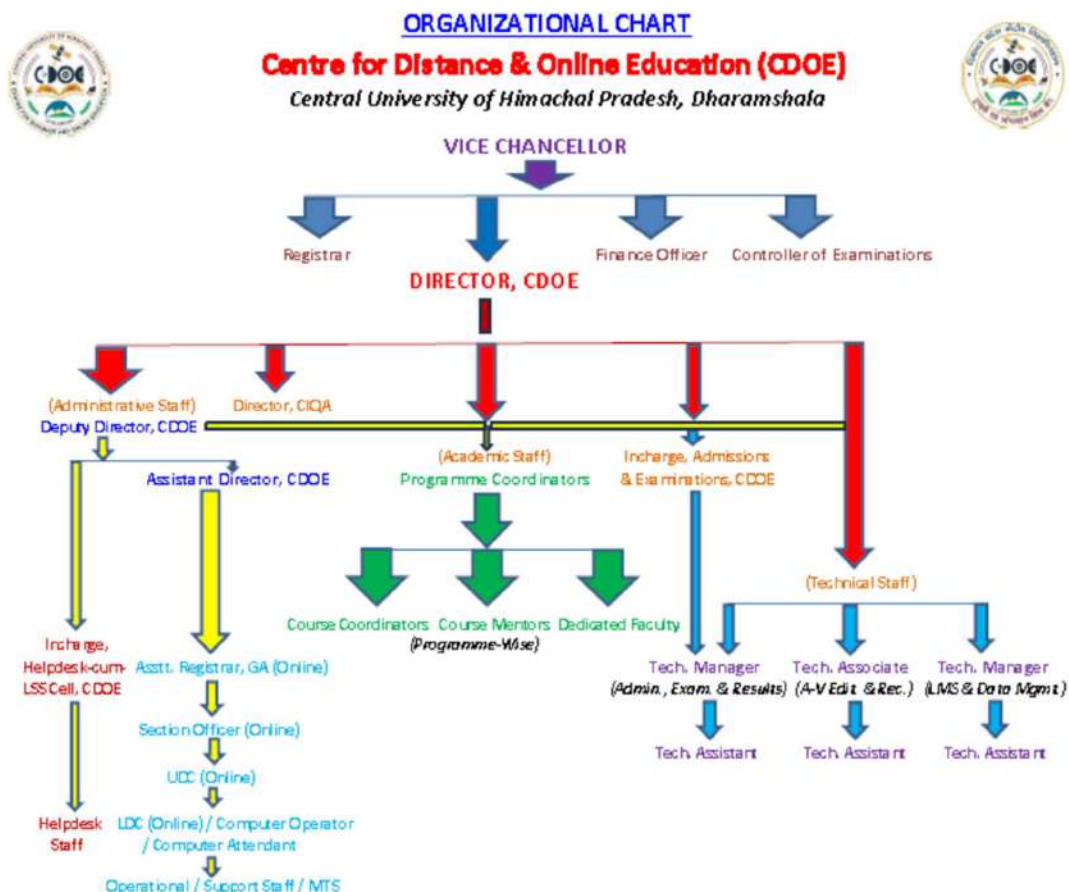 ORGANIZATIONAL CHART
Centre for Distance & Online Education (CDOE)
Central University of Himachal Pradesh, Dharamshala
C-DOE
C-DOE
VICE CHANCELLOR
Registrar
Finance Officer
Controller of Examinations
DIRECTOR, CDOE
(Administrative Staff)
Deputy Director, CDOE
Director, CIQA
(Academic Staff)
Programme Coordinators
Incharge, Admissions
& Examinations, CDOE
Assistant Director, CDOE
(Technical Staff)
Course Coordinators
Course Mentors
Dedicated Faculty
(Programme-Wise)
Incharge,
Helpdesk-cum-
LSS Cell, CDOE
Asstt. Registrar, GA (Online)
Tech. Manager
(Admin., Exam. & Results)
Tech. Associate
(A-V Edit. & Rec.)
Tech. Manager
(LMS & Data Mgmt.)
Section Officer (Online)
Tech. Assistant
Tech. Assistant
Tech. Assistant
UDC (Online)
Helpdesk
Staff
LDC (Online) / Computer Operator
/ Computer Attendant
Operational / Support Staff / MTS